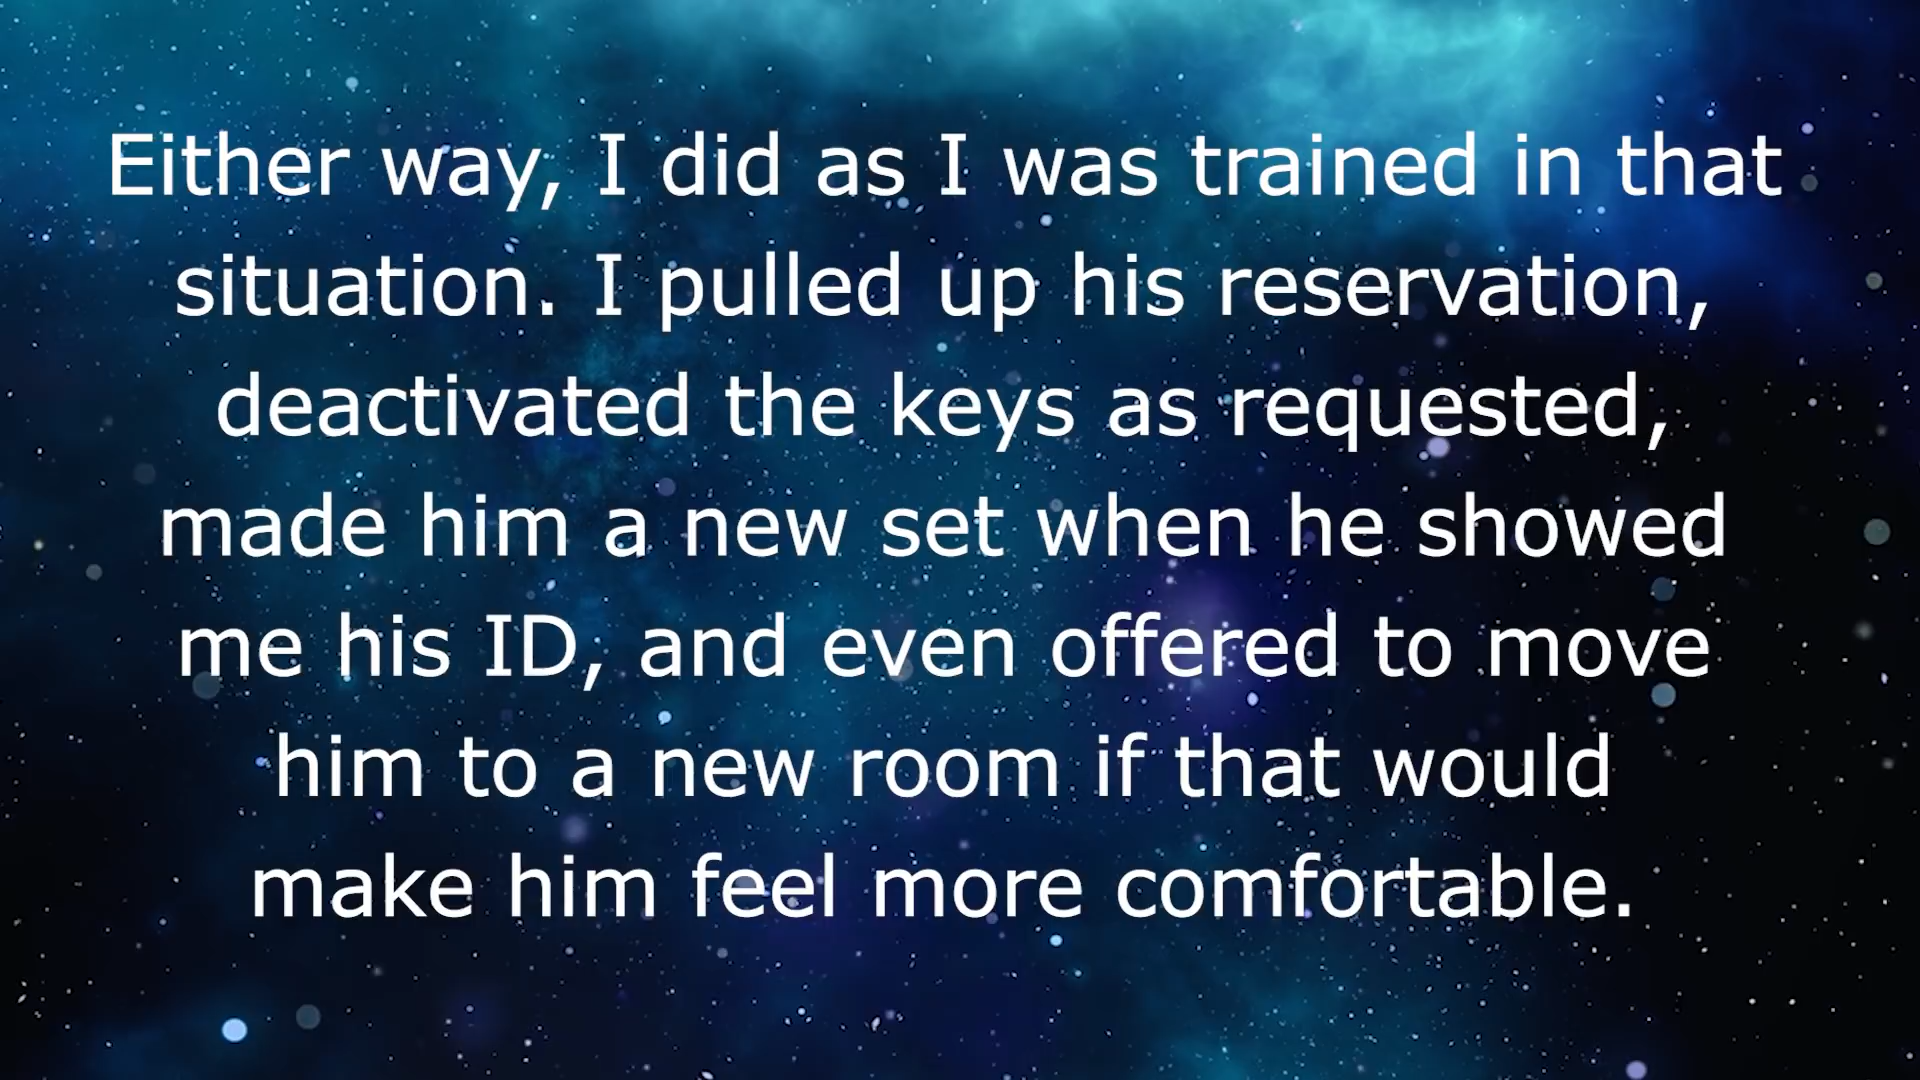 Either way, I did as I was trained in that
situation. I pulled up his reservation,
deactivated the keys as requested,
made him a new set when he showed
me his ID, and even offered to move
him to a new room if that would
make him feel more comfortable.